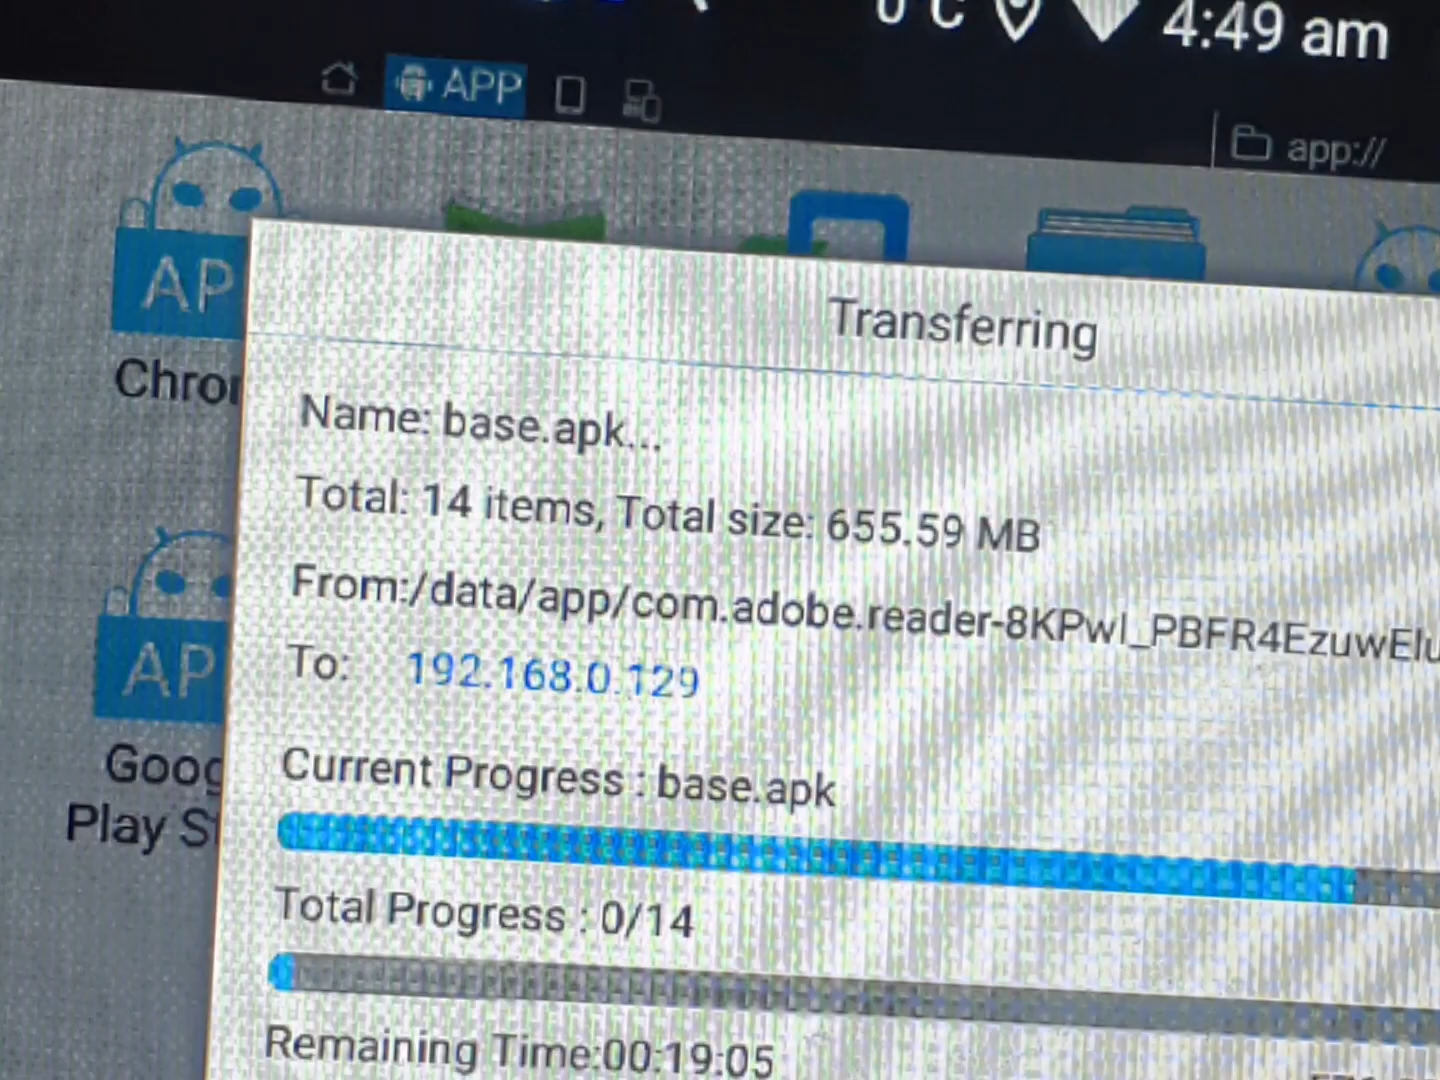 4:49 am
APP
app://
AP
Chro
Transferring
Name: base.apk...
Total: 14 items, Total size: 655.59 MB
From:/data/app/com.adobe.reader-8KPwI_PBFR4EzuwElu
To: 192.168.0.129
AP
Goog
Play S
Current Progress : base.apk
Total Progress : 0/14
Remaining Time:00:19:05